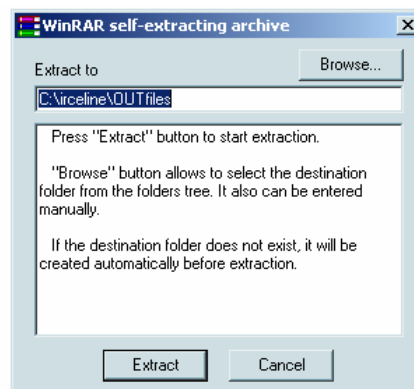 WinRAR self-extracting archive
Extract to
Browse...
C:\irceline\OUTfiles
Press "Extract" button to start extraction.
"Browse" button allows to select the destination
folder from the folders tree. It also can be entered
manually.
If the destination folder does not exist, it will be
created automatically before extraction.
Extract
Cancel